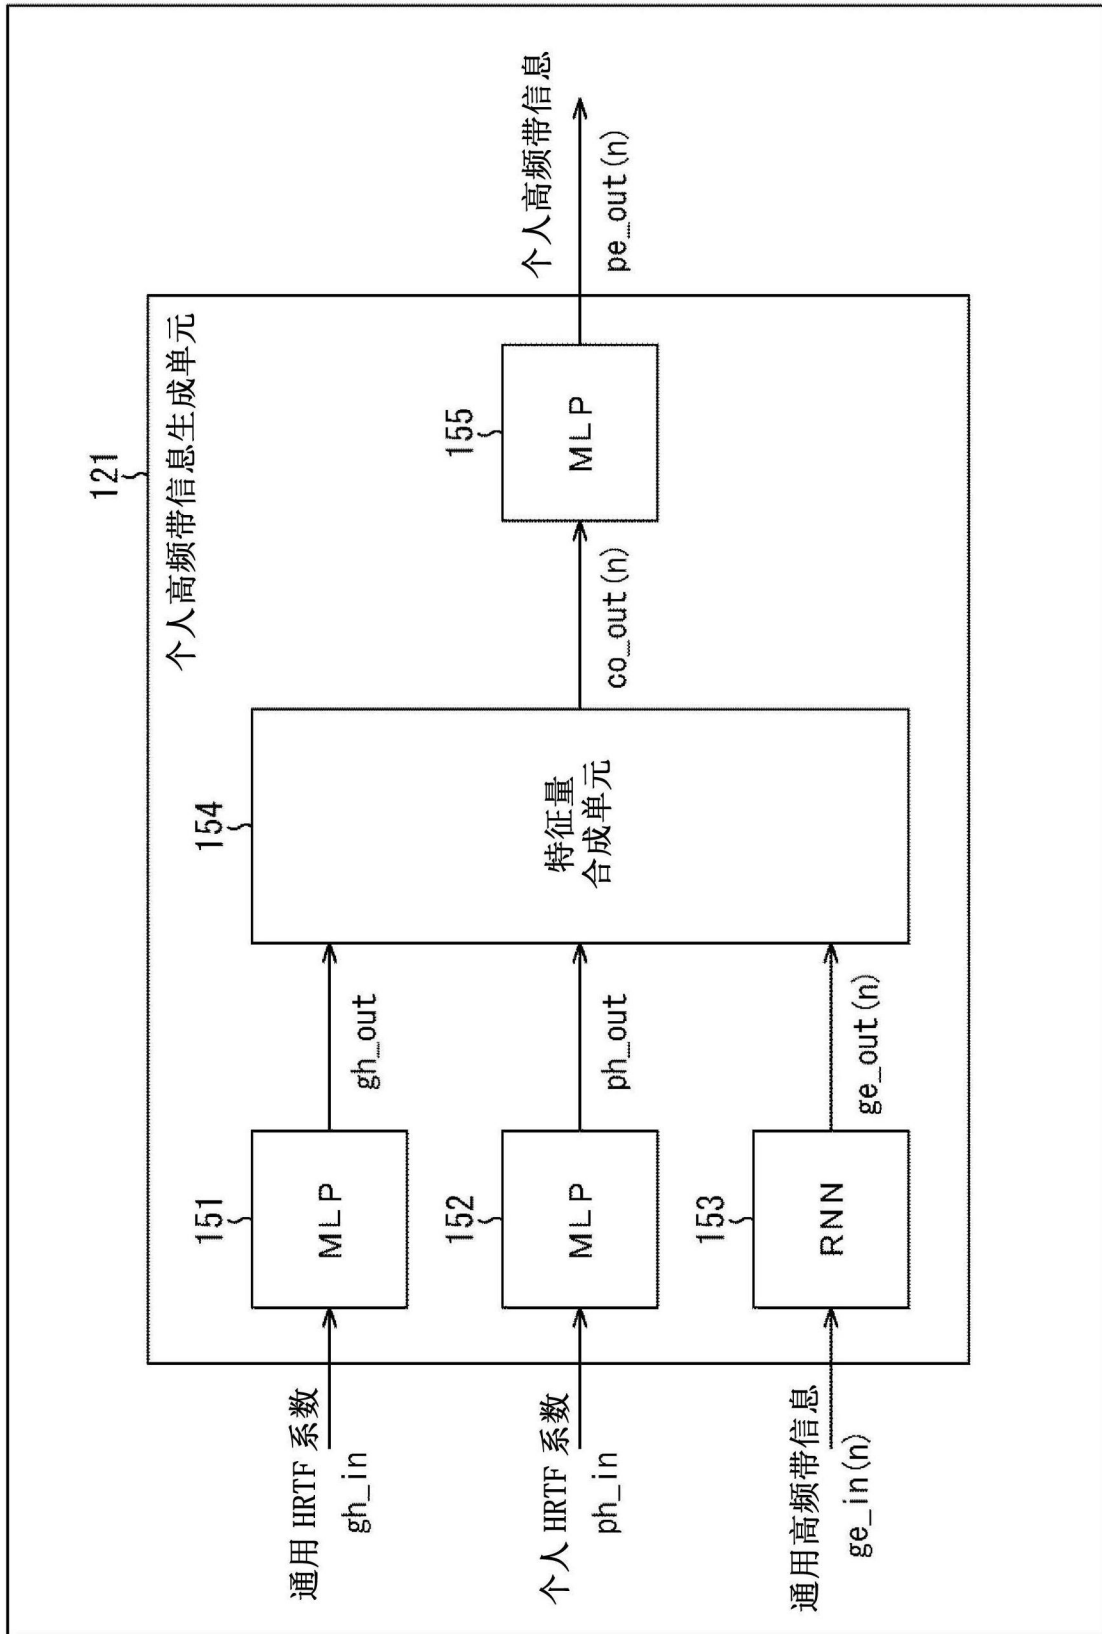 121
个人高频带信息生成单元
通用 HRTF 系数
gh_in
151
MLP
gh_out
个人 HRTF 系数
ph_in
152
MLP
ph_out
通用高频带信息
ge_in(n)
153
RNN
ge_out(n)
154
特征量
合成单元
co_out(n)
155
MLP
个人高频带信息
pe_out(n)